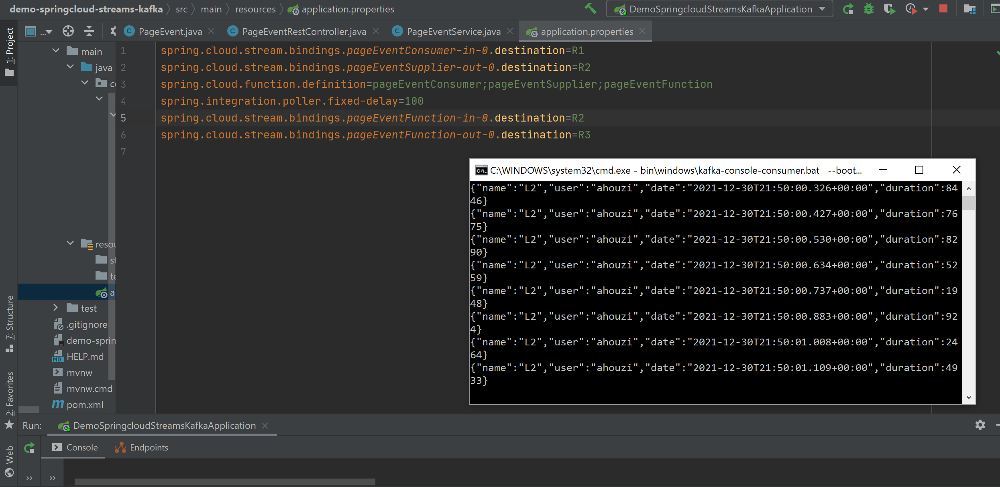 demo-springcloud-streams-kafka src main resources application.properties DemoSpringcloudStreamsKafkaApplication
1: Project
...
PageEvent.java PageEventRestController.java PageEventService.java application.properties
main
java
resou
a
test
.gitignore
demo-sprin
HELP.md
mvnw
mvnw.cmd
pom.xml
7: Structure
2: Favorites
Web
1 spring.cloud.stream.bindings.pageEventConsumer-in-0.destination=R1
2 spring.cloud.stream.bindings.pageEventSupplier-out-0.destination=R2
3 spring.cloud.function.definition=pageEventConsumer;pageEventSupplier;pageEventFunction
4 spring.integration.poller.fixed-delay=100
5 spring.cloud.stream.bindings.pageEventFunction-in-0.destination=R2
6 spring.cloud.stream.bindings.pageEventFunction-out-0.destination=R3
7
C:\WINDOWS\system32\cmd.exe - bin\windows\kafka-console-consumer.bat --boot...
{"name":"L2","user":"ahouzi","date":"2021-12-30T21:50:00.326+00:00","duration":84
46}
{"name":"L2","user":"ahouzi","date":"2021-12-30T21:50:00.427+00:00","duration":76
75}
{"name":"L2","user":"ahouzi","date":"2021-12-30T21:50:00.530+00:00","duration":82
90}
{"name":"L2","user":"ahouzi","date":"2021-12-30T21:50:00.634+00:00","duration":52
59}
{"name":"L2","user":"ahouzi","date":"2021-12-30T21:50:00.737+00:00","duration":19
48}
{"name":"L2","user":"ahouzi","date":"2021-12-30T21:50:00.883+00:00","duration":92
4}
{"name":"L2","user":"ahouzi","date":"2021-12-30T21:50:01.008+00:00","duration":24
64}
{"name":"L2","user":"ahouzi","date":"2021-12-30T21:50:01.109+00:00","duration":49
33}
Run: DemoSpringcloudStreamsKafkaApplication
Console Endpoints